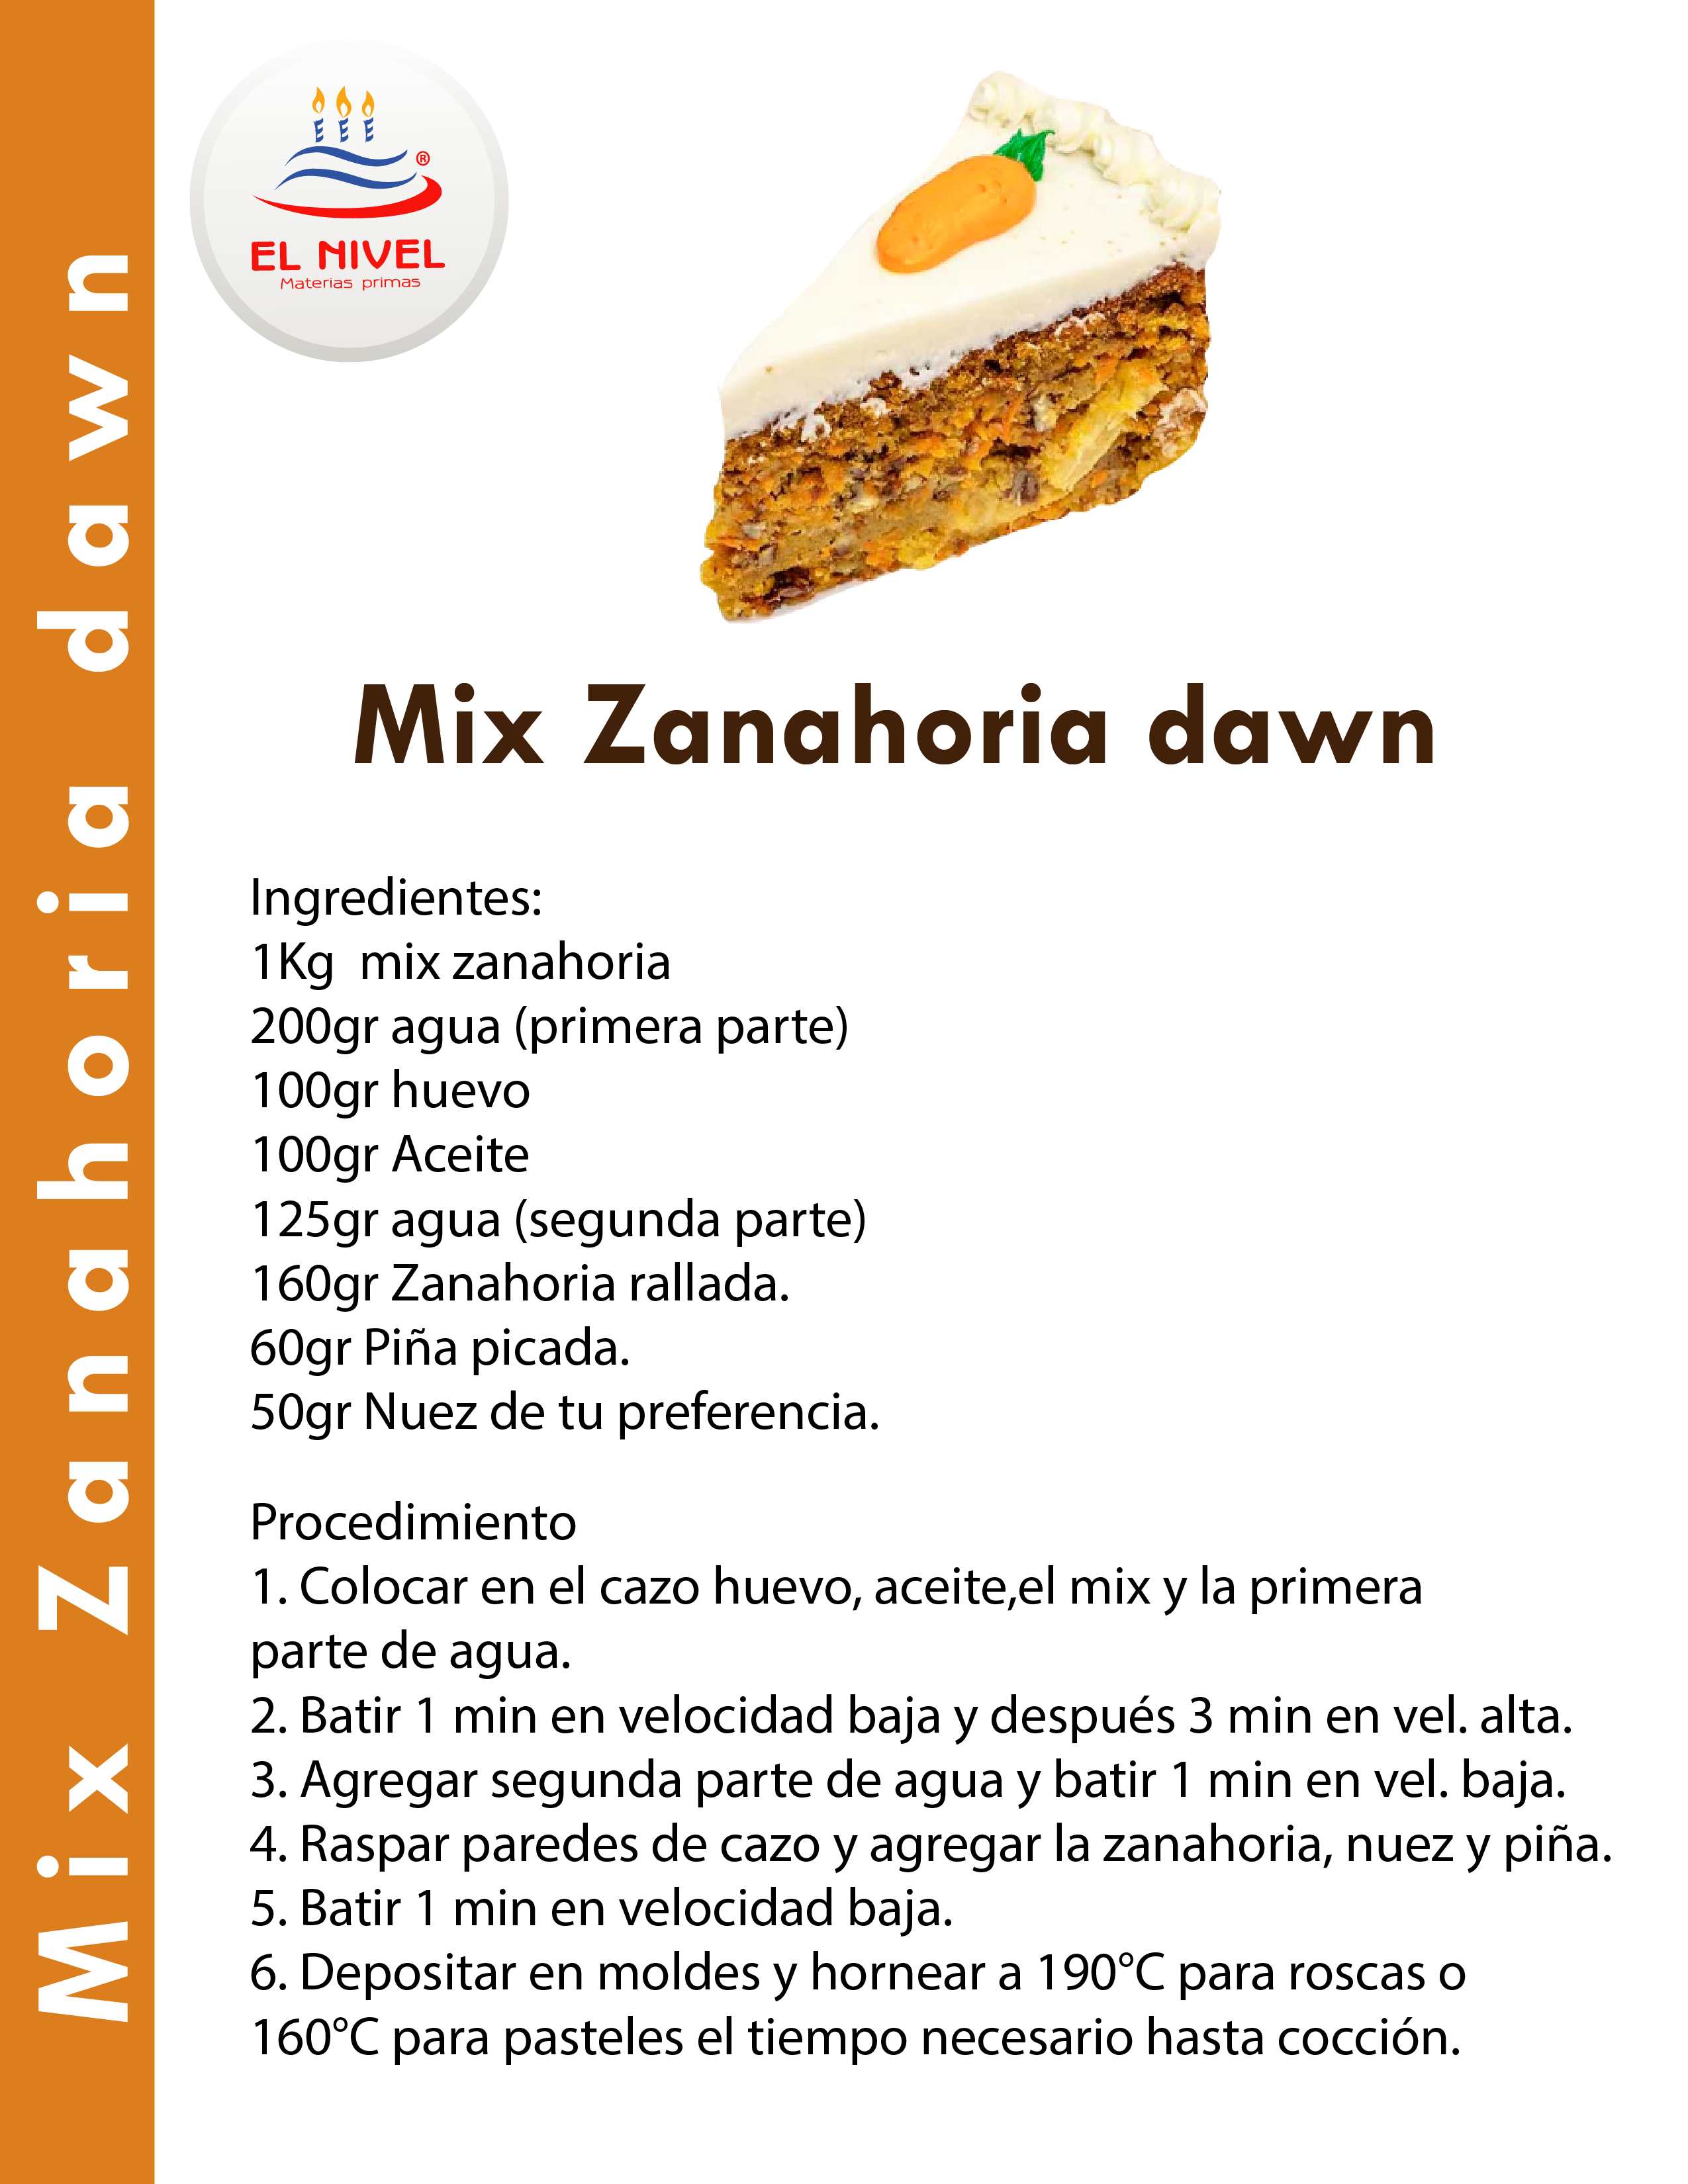 Mix Zanahoria dawn
®
EL NIVEL
Materias primas
Mix Zanahoria dawn
Ingredientes:
1Kg  mix zanahoria
200gr agua (primera parte)
100gr huevo
100gr Aceite
125gr agua (segunda parte)
160gr Zanahoria rallada.
60gr Piña picada.
50gr Nuez de tu preferencia.
Procedimiento
1. Colocar en el cazo huevo, aceite,el mix y la primera
parte de agua.
2. Batir 1 min en velocidad baja y después 3 min en vel. alta.
3. Agregar segunda parte de agua y batir 1 min en vel. baja.
4. Raspar paredes de cazo y agregar la zanahoria, nuez y piña.
5. Batir 1 min en velocidad baja.
6. Depositar en moldes y hornear a 190°C para roscas o
160°C para pasteles el tiempo necesario hasta cocción.